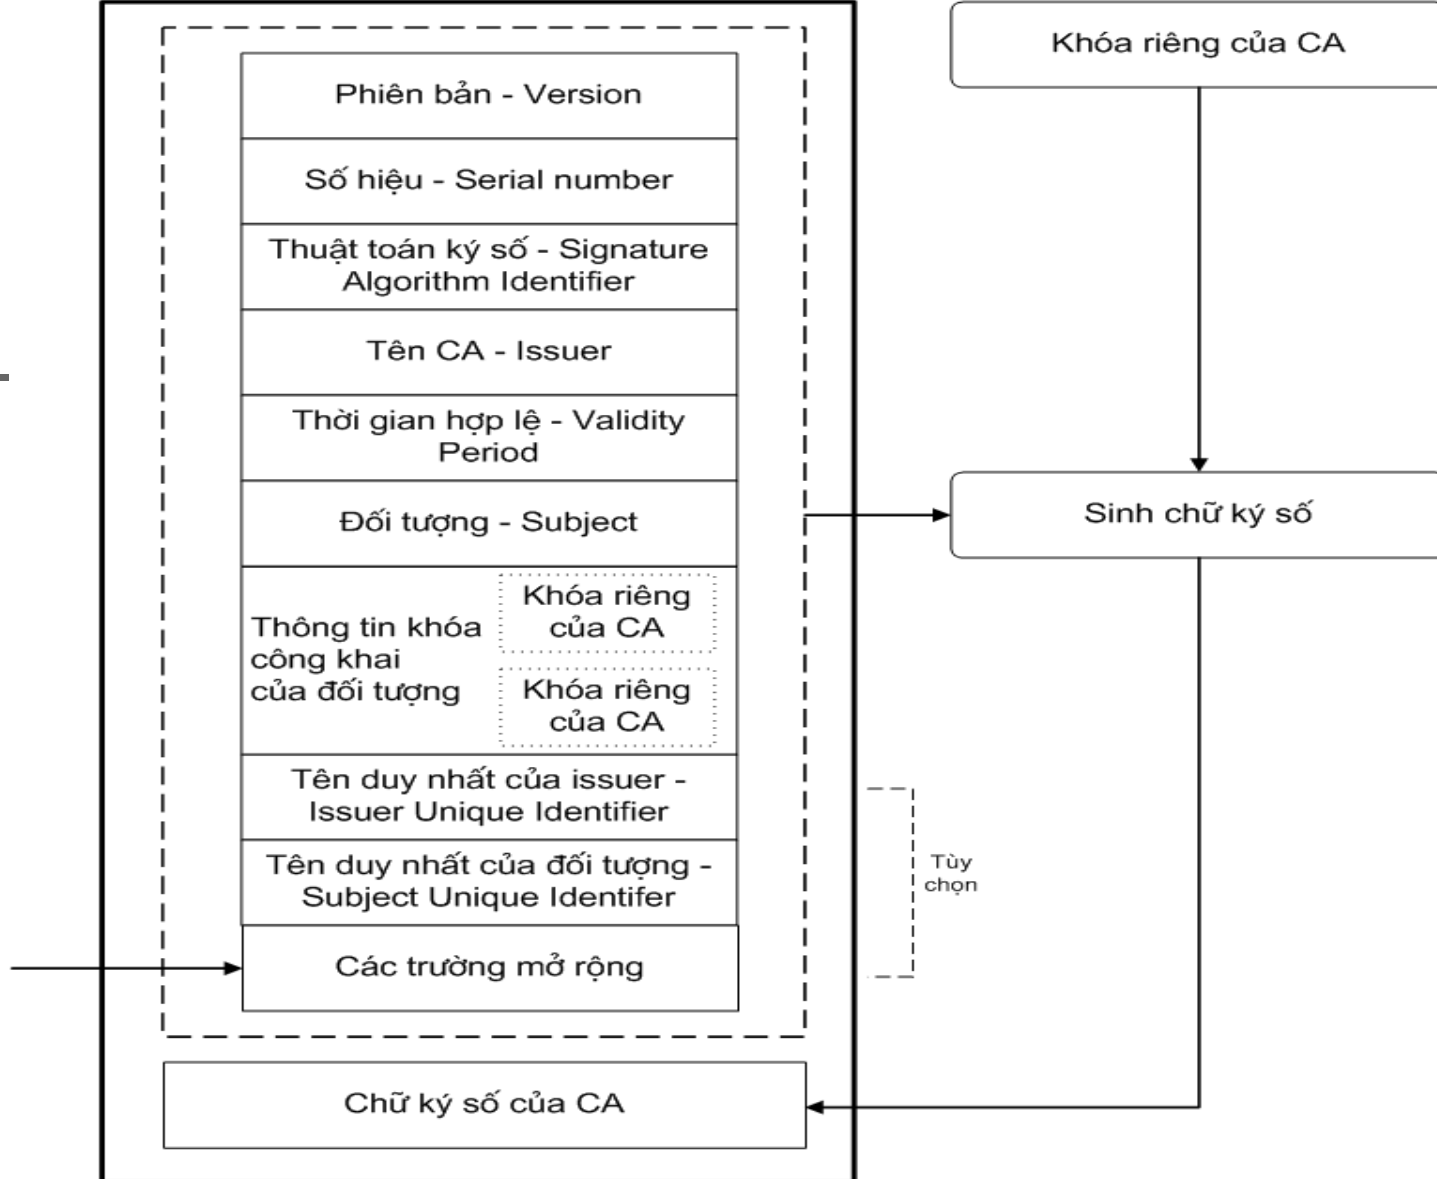 Phiên bản - Version
Số hiệu - Serial number
Thuật toán ký số - Signature
Algorithm Identifier
Tên CA - Issuer
Thời gian hợp lệ - Validity
Period
Đối tượng - Subject
Thông tin khóa
công khai
của đối tượng
Khóa riêng
của CA
Khóa riêng
của CA
Tên duy nhất của issuer -
Issuer Unique Identifier
Tên duy nhất của đối tượng -
Subject Unique Identifer
Các trường mở rộng
Chữ ký số của CA
Khóa riêng của CA
Sinh chữ ký số
Tùy
chọn